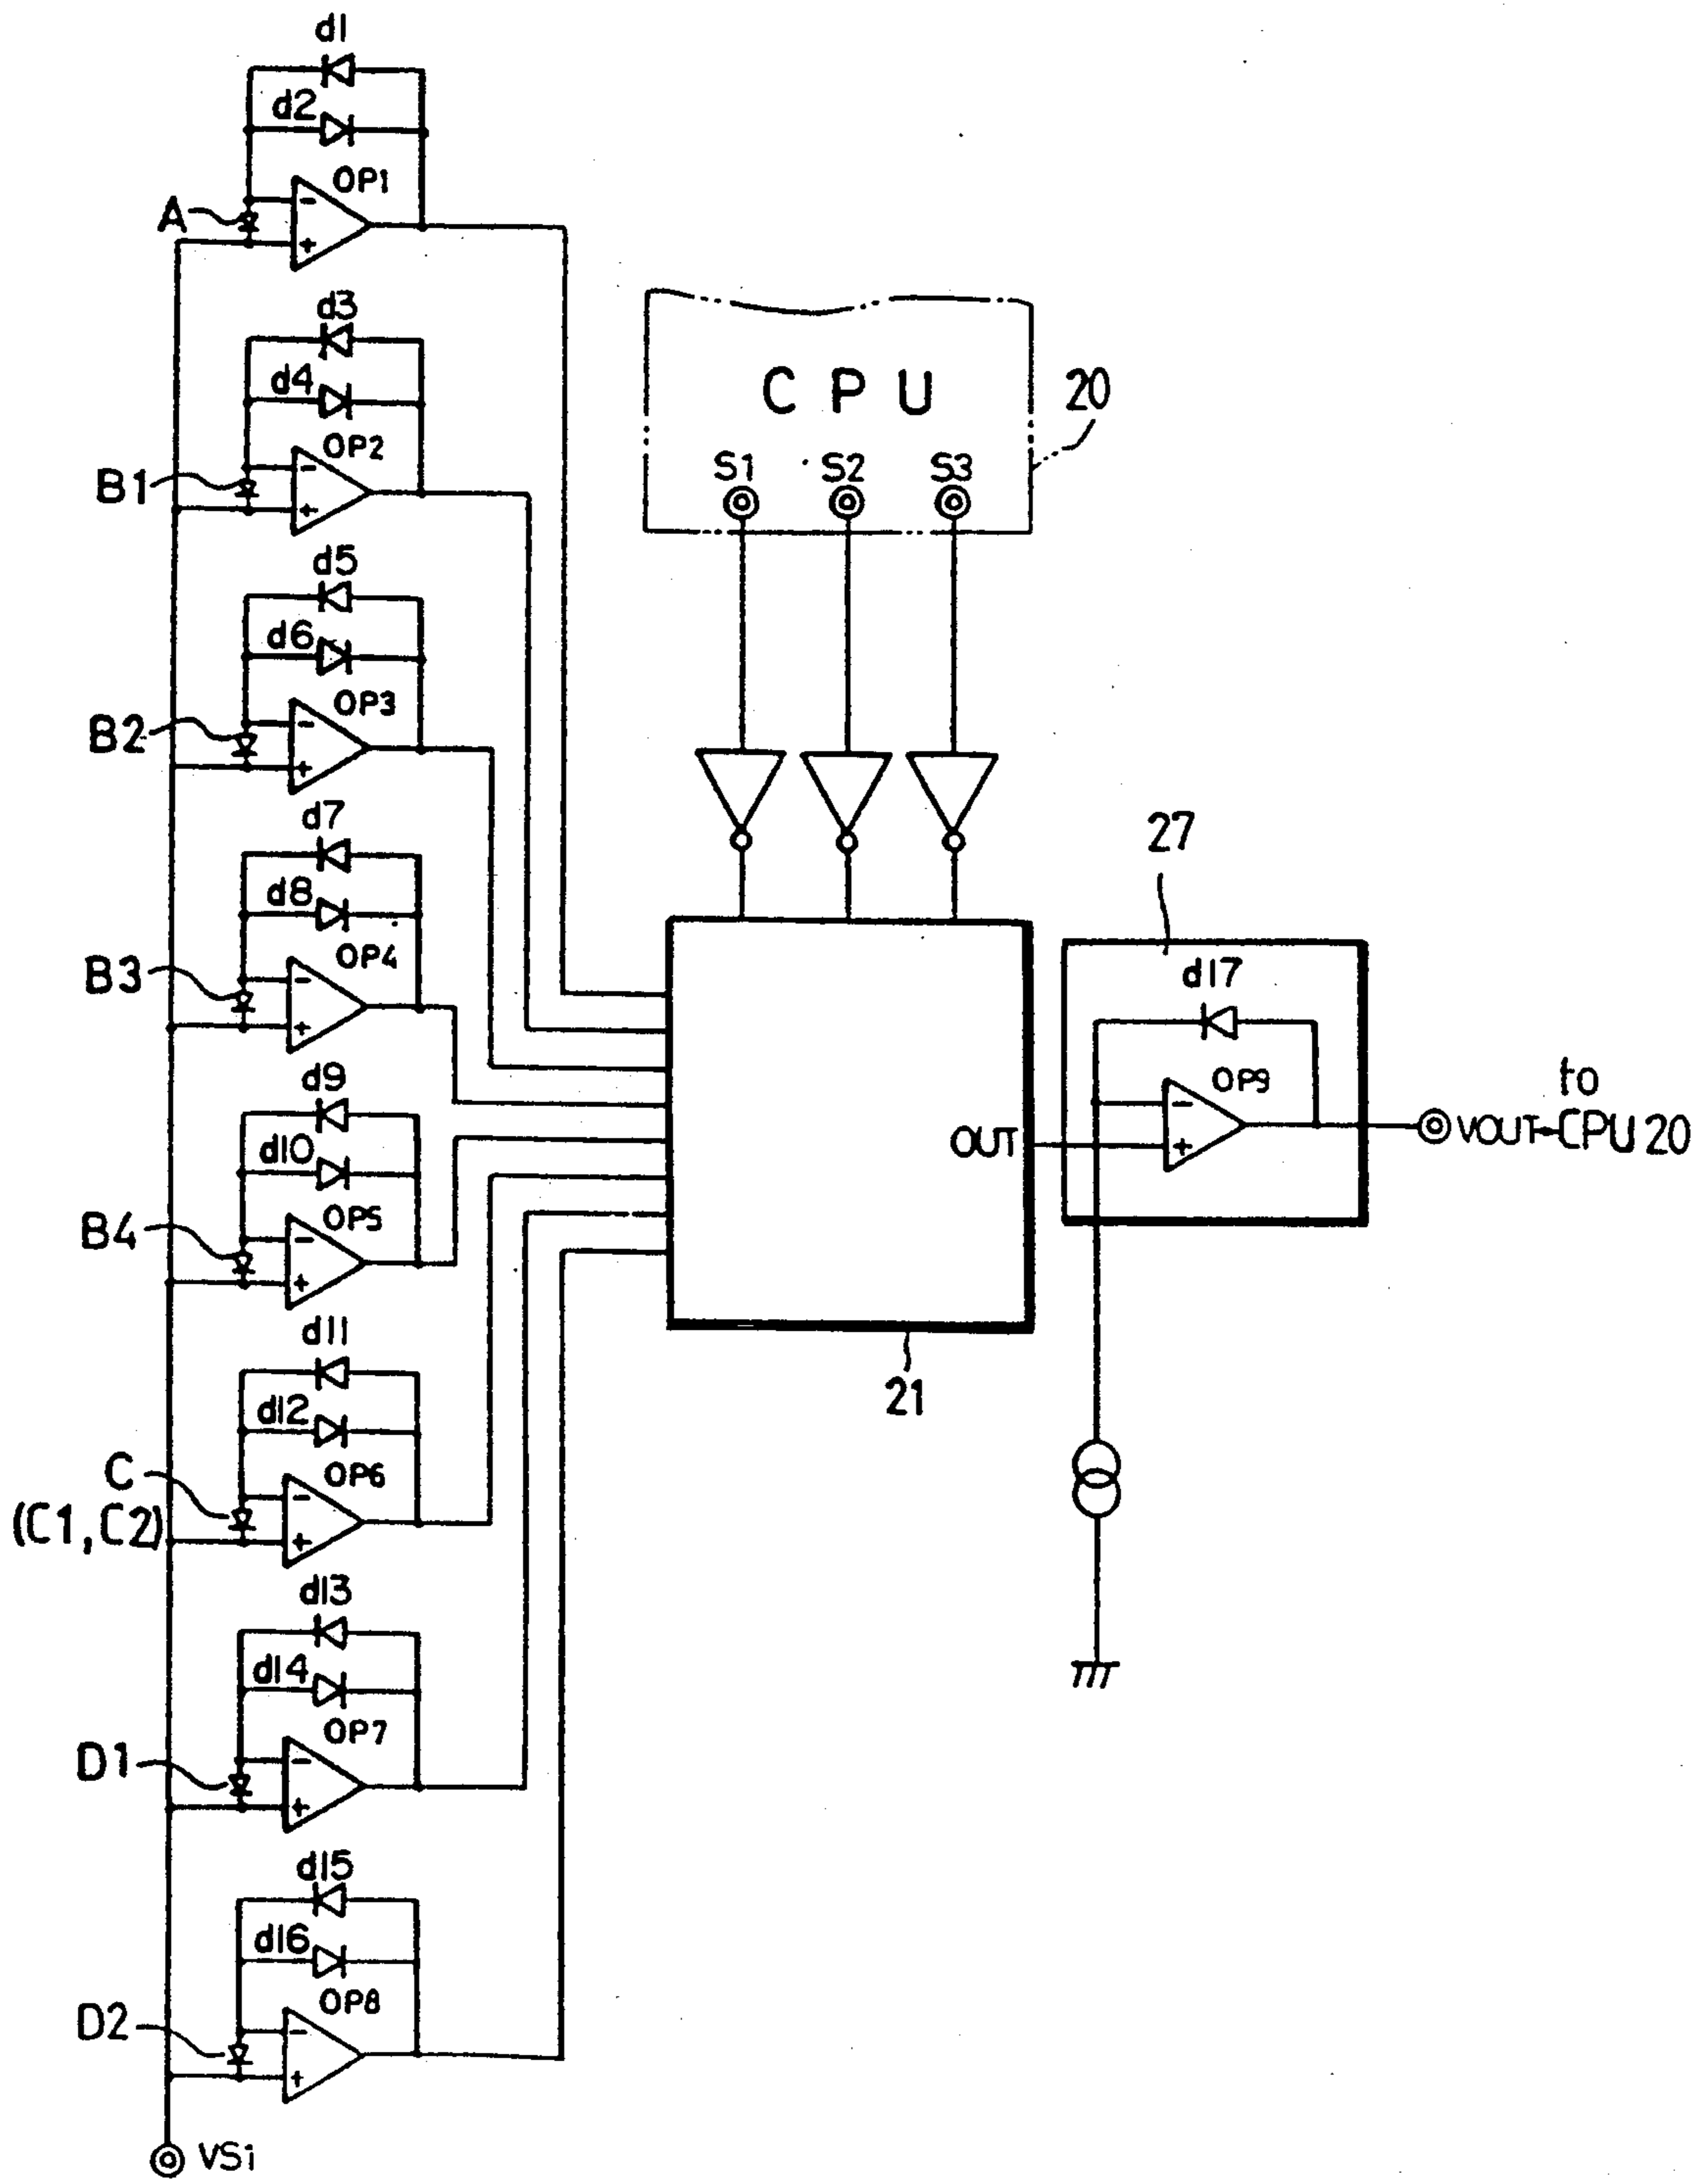 d1
d2
OP1
A
-
+
d3
d4
OP2
B1
-
+
d5
d6
OP3
B2
-
+
d7
d8
OP4
B3
-
+
d9
d10
OP5
B4
-
+
d11
d12
OP6
C
(C1, C2)
-
+
d13
d14
OP7
D1
-
+
d15
d16
OP8
D2
-
+
VSi
CPU
20
S1 S2 S3
21
OUT
27
d17
OP9
-
+
VOUT
to
CPU 20